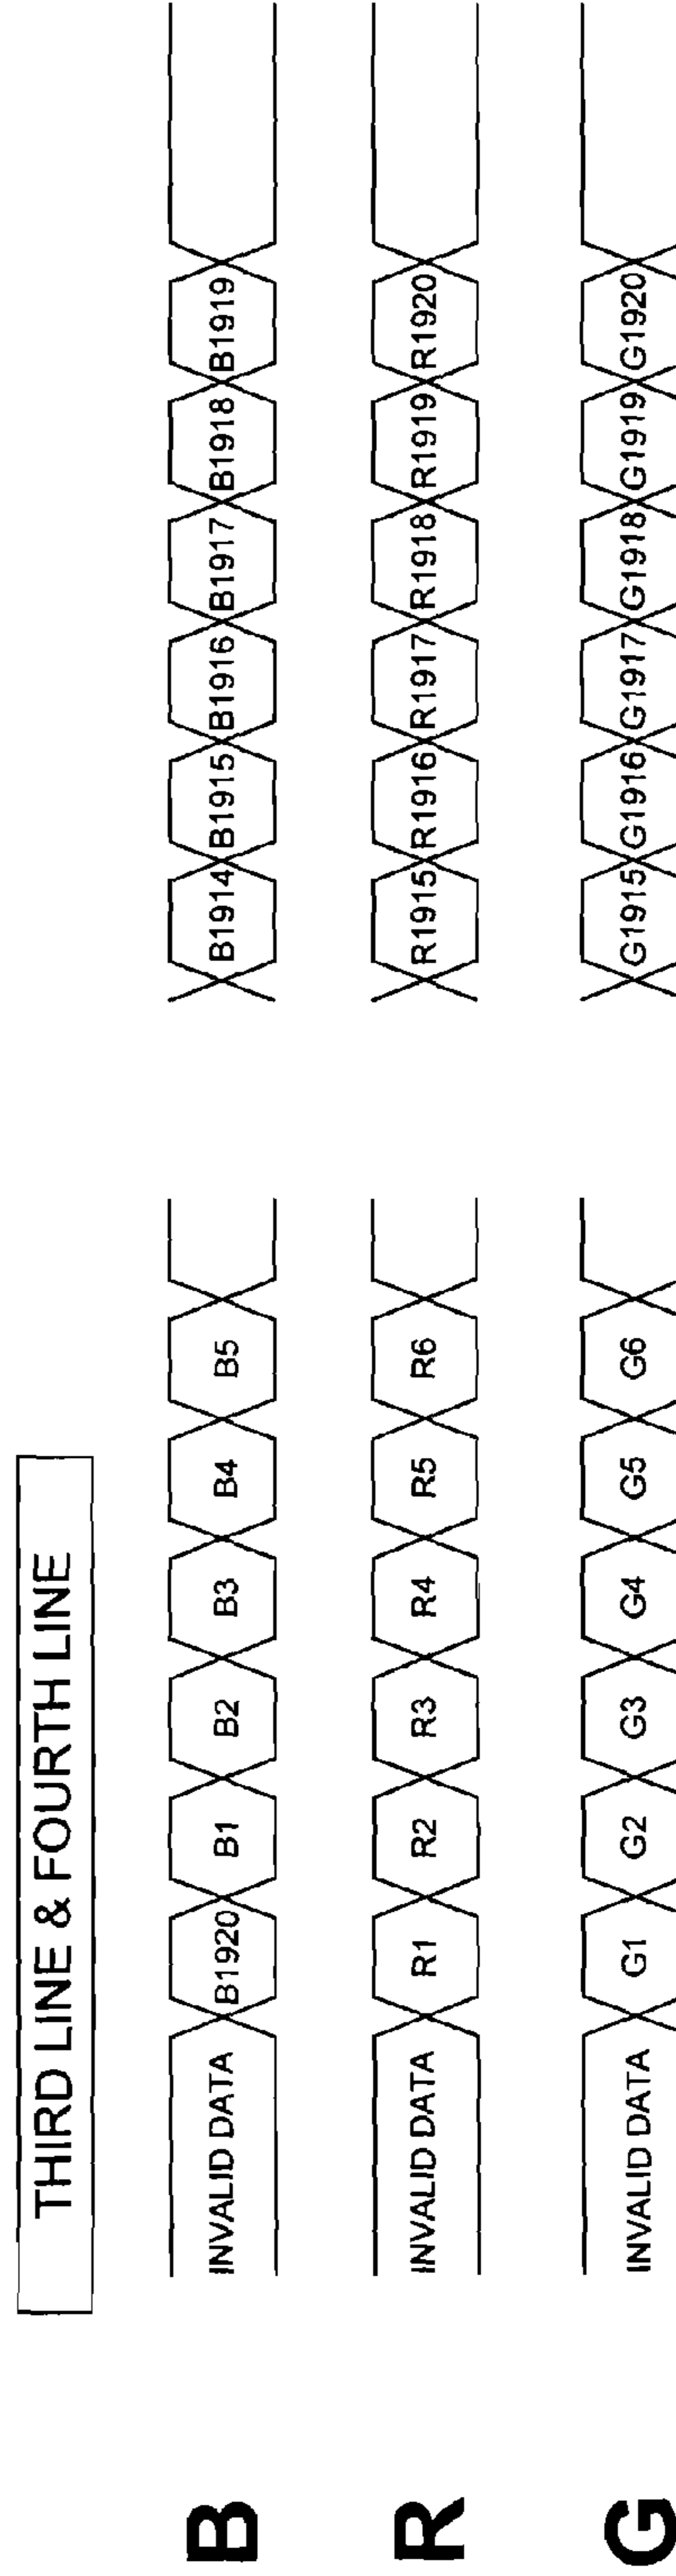 THIRD LINE & FOURTH LINE
B INVALID DATA B1920 B1 B2 B3 B4 B5 B1914 B1915 B1916 B1917 B1918 B1919
R INVALID DATA R1 R2 R3 R4 R5 R6 R1915 R1916 R1917 R1918 R1919 R1920
G INVALID DATA G1 G2 G3 G4 G5 G6 G1915 G1916 G1917 G1918 G1919 G1920